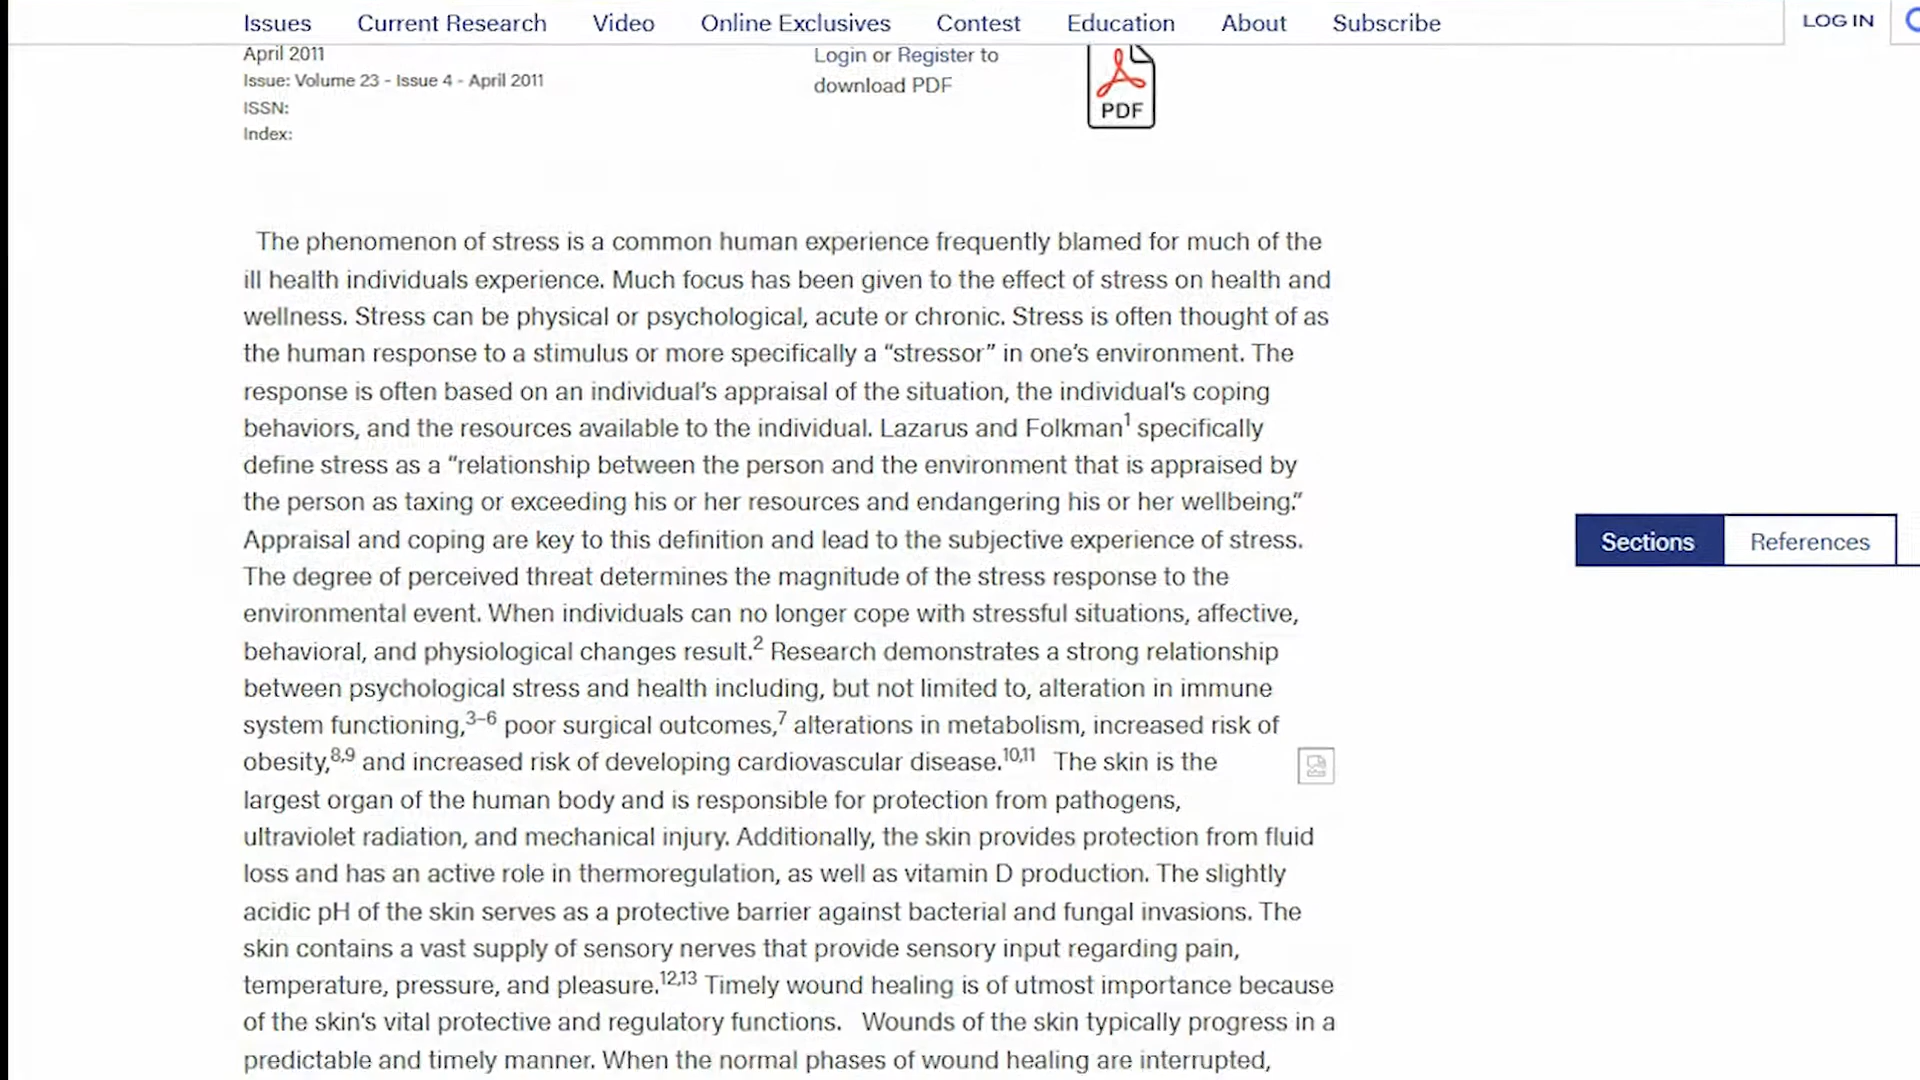 Issues Current Research Video Online Exclusives Contest Education About Subscribe LOG IN
April 2011
Issue: Volume 23 - Issue 4 - April 2011
ISSN:
Index:
Login or Register to
download PDF
PDF
The phenomenon of stress is a common human experience frequently blamed for much of the
ill health individuals experience. Much focus has been given to the effect of stress on health and
wellness. Stress can be physical or psychological, acute or chronic. Stress is often thought of as
the human response to a stimulus or more specifically a “stressor” in one’s environment. The
response is often based on an individual’s appraisal of the situation, the individual’s coping
behaviors, and the resources available to the individual. Lazarus and Folkman1 specifically
define stress as a “relationship between the person and the environment that is appraised by
the person as taxing or exceeding his or her resources and endangering his or her wellbeing.”
Appraisal and coping are key to this definition and lead to the subjective experience of stress.
The degree of perceived threat determines the magnitude of the stress response to the
environmental event. When individuals can no longer cope with stressful situations, affective,
behavioral, and physiological changes result.2 Research demonstrates a strong relationship
between psychological stress and health including, but not limited to, alteration in immune
system functioning,3–6 poor surgical outcomes,7 alterations in metabolism, increased risk of
obesity,8,9 and increased risk of developing cardiovascular disease.10,11 The skin is the
largest organ of the human body and is responsible for protection from pathogens,
ultraviolet radiation, and mechanical injury. Additionally, the skin provides protection from fluid
loss and has an active role in thermoregulation, as well as vitamin D production. The slightly
acidic pH of the skin serves as a protective barrier against bacterial and fungal invasions. The
skin contains a vast supply of sensory nerves that provide sensory input regarding pain,
temperature, pressure, and pleasure.12,13 Timely wound healing is of utmost importance because
of the skin’s vital protective and regulatory functions. Wounds of the skin typically progress in a
predictable and timely manner. When the normal phases of wound healing are interrupted,
Sections References